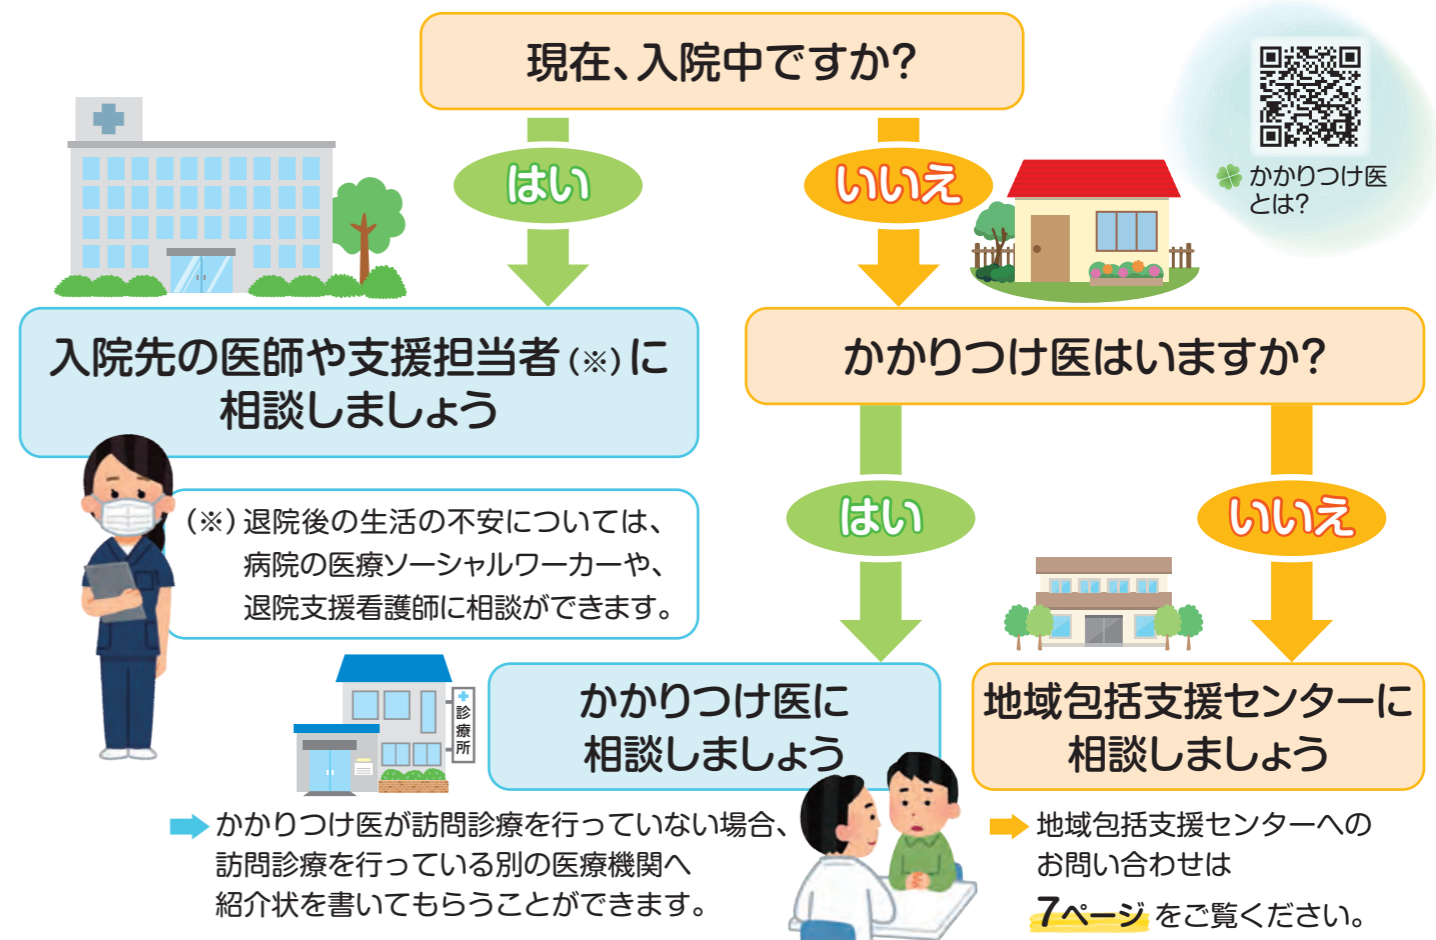 現在、入院中ですか?
はい
いいえ
かかりつけ医
とは?
入院先の医師や支援担当者(※)に
相談しましょう
(※)退院後の生活の不安については、
病院の医療ソーシャルワーカーや、
退院支援看護師に相談ができます。
かかりつけ医はいますか?
はい
いいえ
診療所
かかりつけ医に
相談しましょう
かかりつけ医が訪問診療を行っていない場合、
訪問診療を行っている別の医療機関へ
紹介状を書いてもらうことができます。
地域包括支援センターに
相談しましょう
地域包括支援センターへの
お問い合わせは
7ページ をご覧ください。